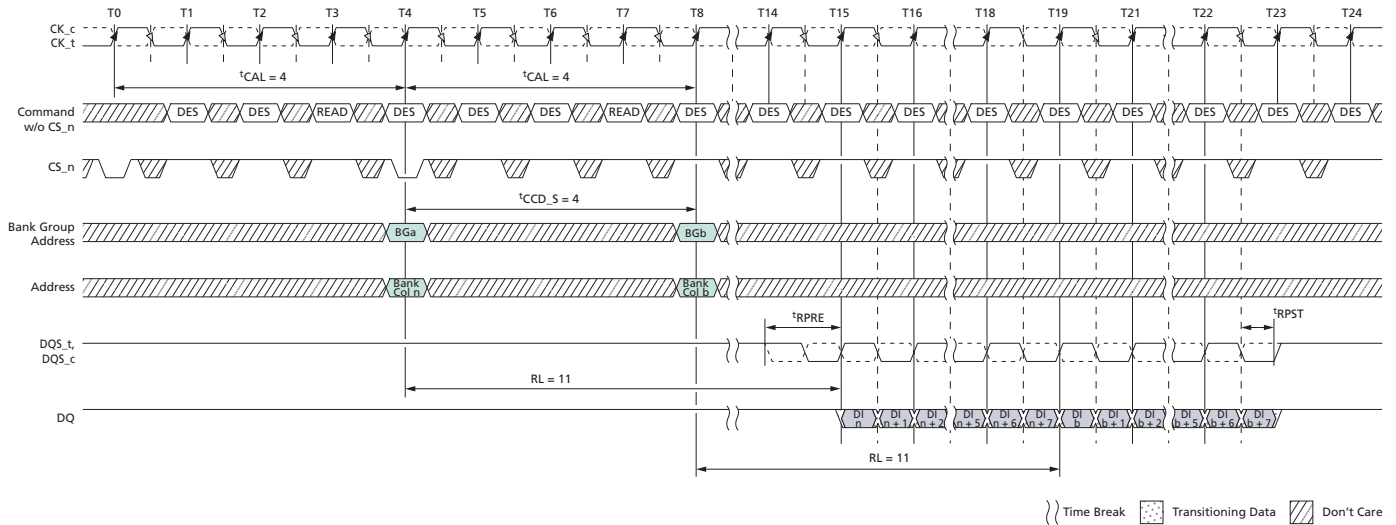 T0 T1 T2 T3 T4 T5 T6 T7 T8 T14 T15 T16 T18 T19 T21 T22 T23 T24
CK_c
CK_t
tCAL = 4 tCAL = 4
Command w/o CS_n
DES DES READ DES DES DES READ DES DES DES DES DES DES DES DES DES DES
CS_n
tCCD_S = 4
Bank Group Address
BGa BGb
Address
Bank Col n
Bank Col b
tRPRE tRPST
DQS_t, DQS_c
RL = 11
DQ
DI n DI n + 1 DI n + 2 DI n + 5 DI n + 6 DI n + 7 DI b DI b + 1 DI b + 2 DI b + 5 DI b + 6 DI b + 7
RL = 11
Time Break Transitioning Data Don't Care